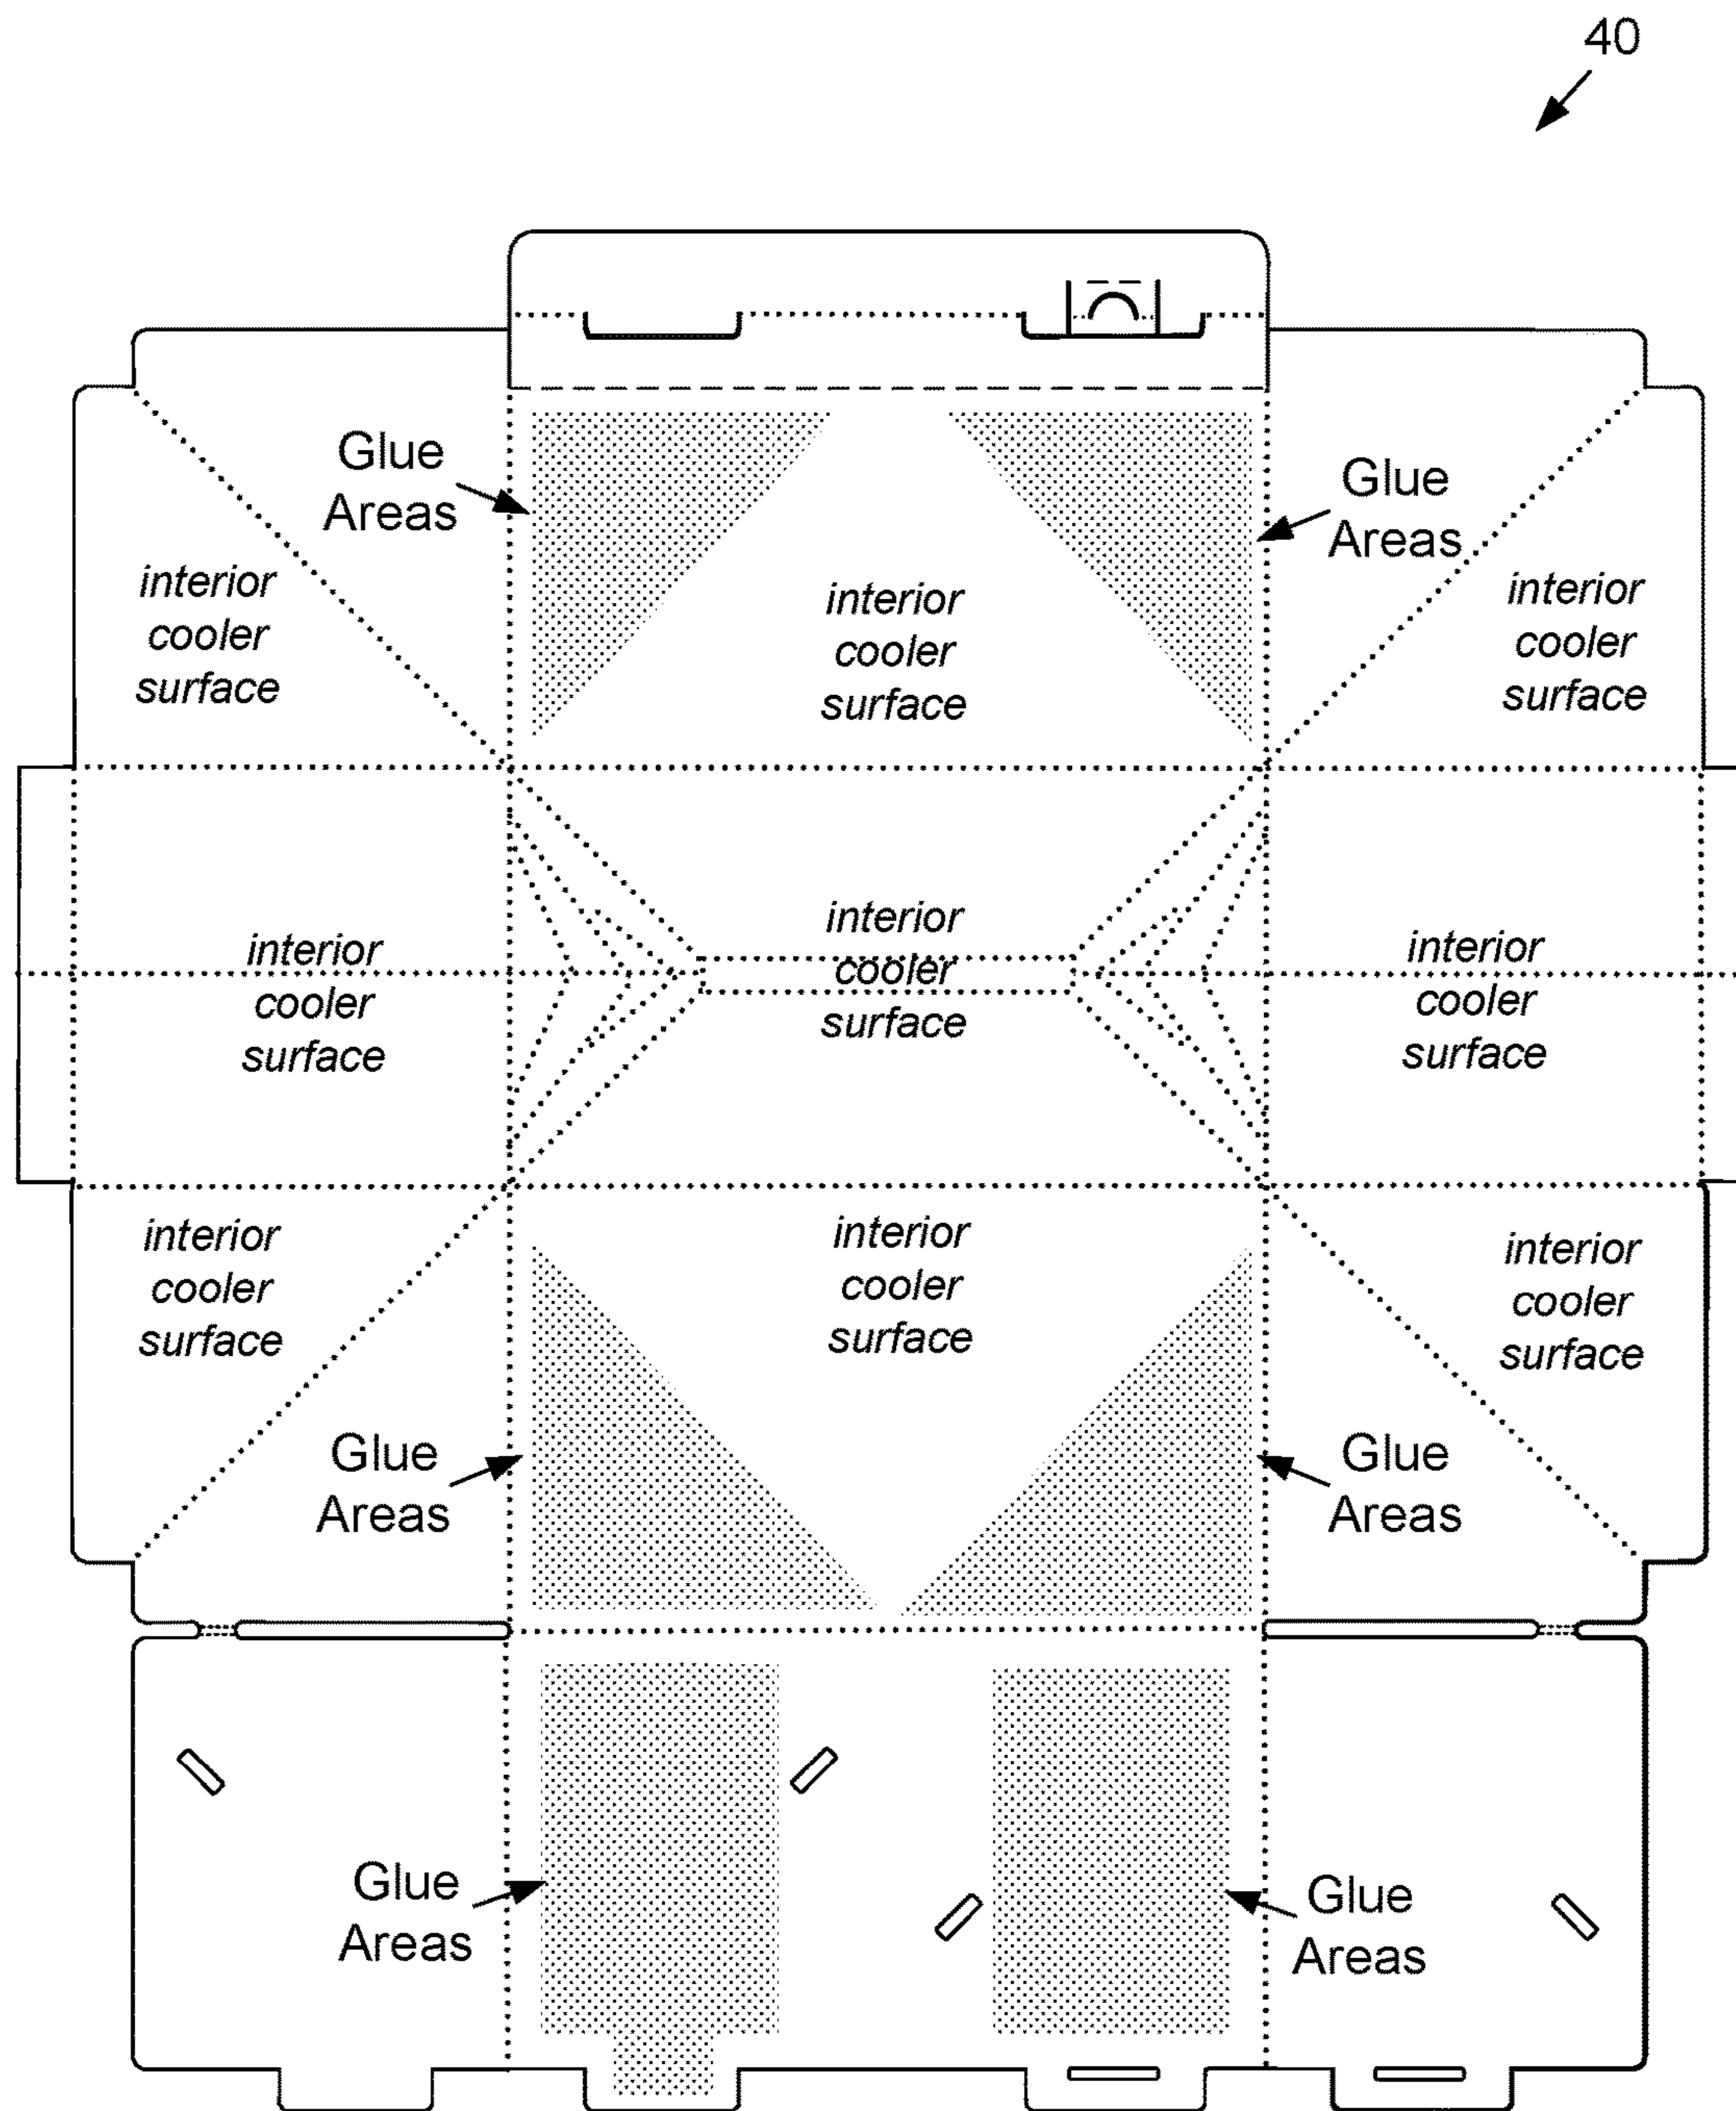 40
Glue
Areas
Glue
Areas
interior
cooler
surface
interior
cooler
surface
interior
cooler
surface
interior
cooler
surface
interior
cooler
surface
interior
cooler
surface
interior
cooler
surface
interior
cooler
surface
interior
cooler
surface
Glue
Areas
Glue
Areas
Glue
Areas
Glue
Areas